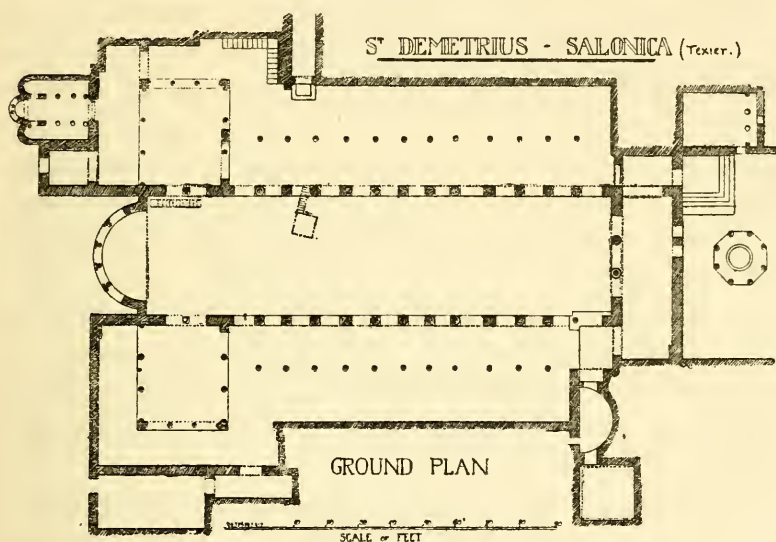 Sᵀ DEMETRIUS - SALONICA (Texier.)
GROUND PLAN
SCALE OF FEET